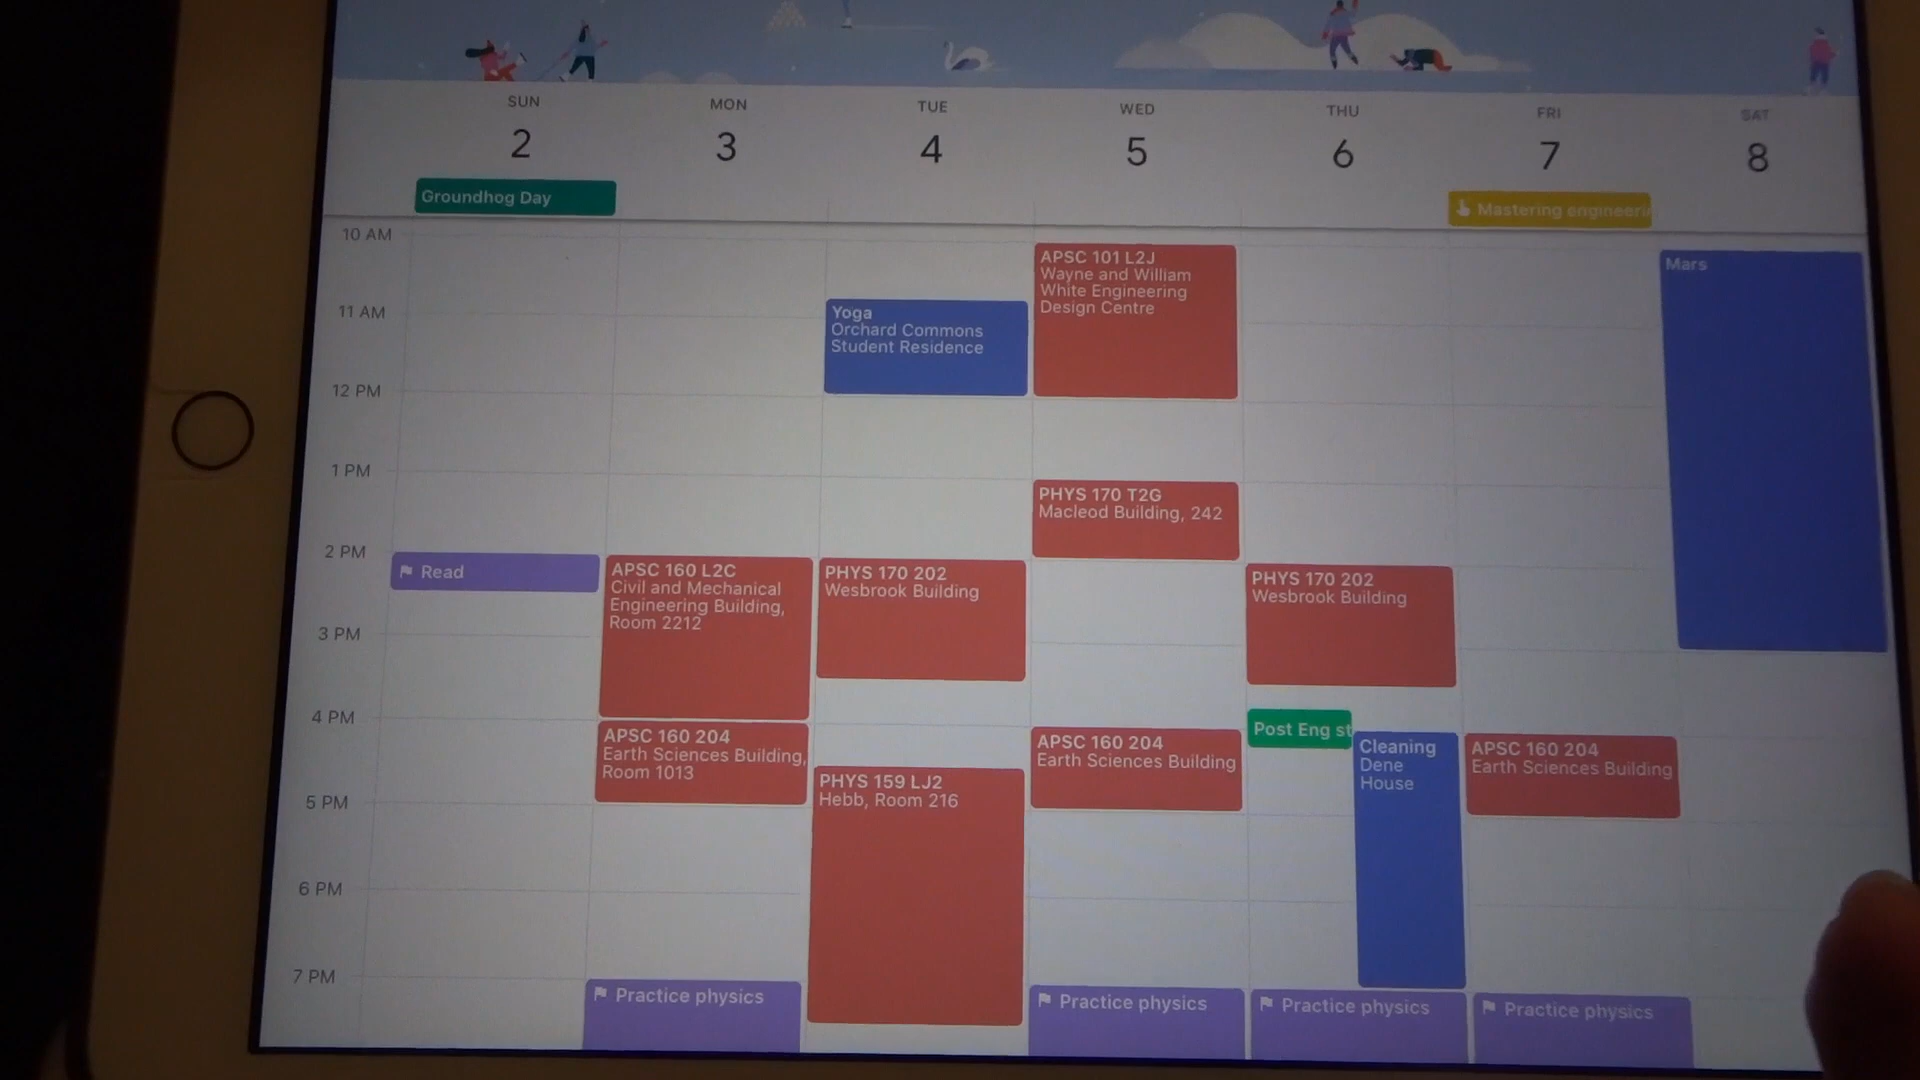 SUN MON TUE WED THU FRI SAT
2 3 4 5 6 7 8
Groundhog Day
Mastering engineeri
10 AM
11 AM
12 PM
1 PM
2 PM
3 PM
4 PM
5 PM
6 PM
7 PM
Read
APSC 160 L2C
Civil and Mechanical
Engineering Building,
Room 2212
APSC 160 204
Earth Sciences Building,
Room 1013
Practice physics
Yoga
Orchard Commons
Student Residence
PHYS 170 202
Wesbrook Building
PHYS 159 LJ2
Hebb, Room 216
APSC 101 L2J
Wayne and William
White Engineering
Design Centre
PHYS 170 T2G
Macleod Building, 242
APSC 160 204
Earth Sciences Building
Practice physics
PHYS 170 202
Wesbrook Building
Post Eng st
Cleaning
Dene
House
Practice physics
APSC 160 204
Earth Sciences Building
Practice physics
Mars